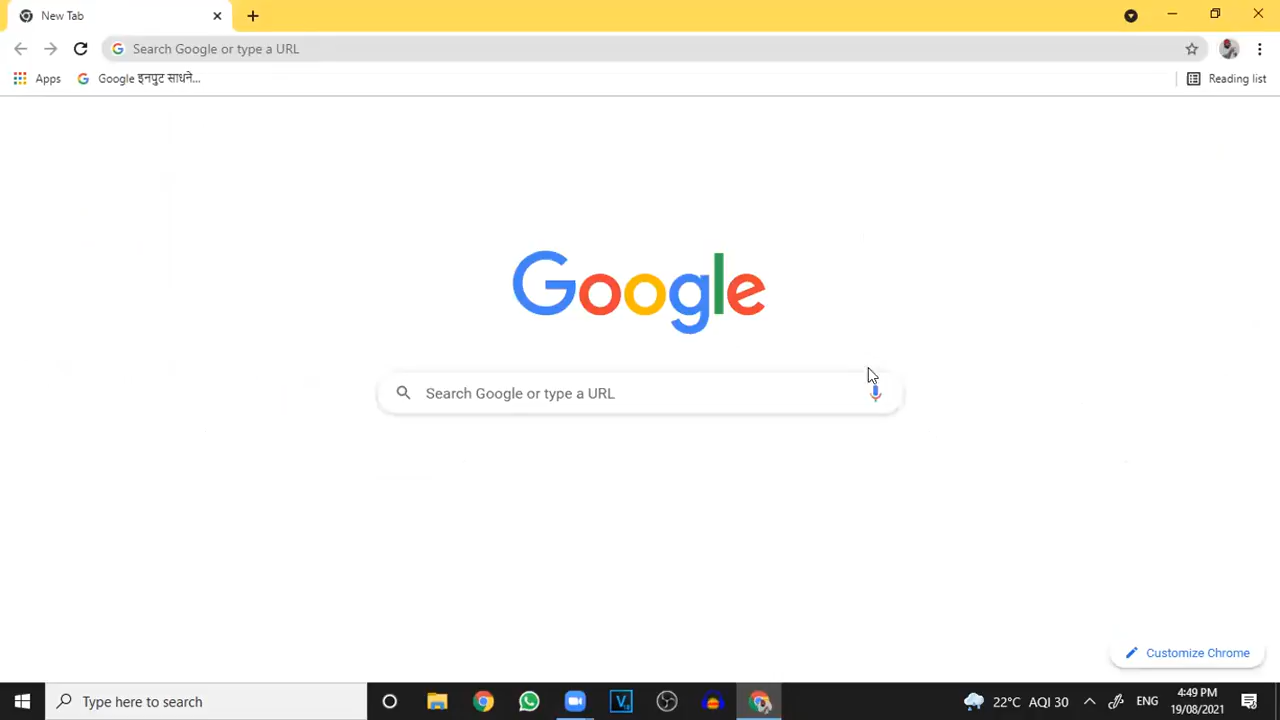 New Tab
Search Google or type a URL
Apps
Google इनपुट साधने...
Reading list
Google
Search Google or type a URL
Customize Chrome
Type here to search
22°C AQI 30
ENG
4:49 PM
19/08/2021